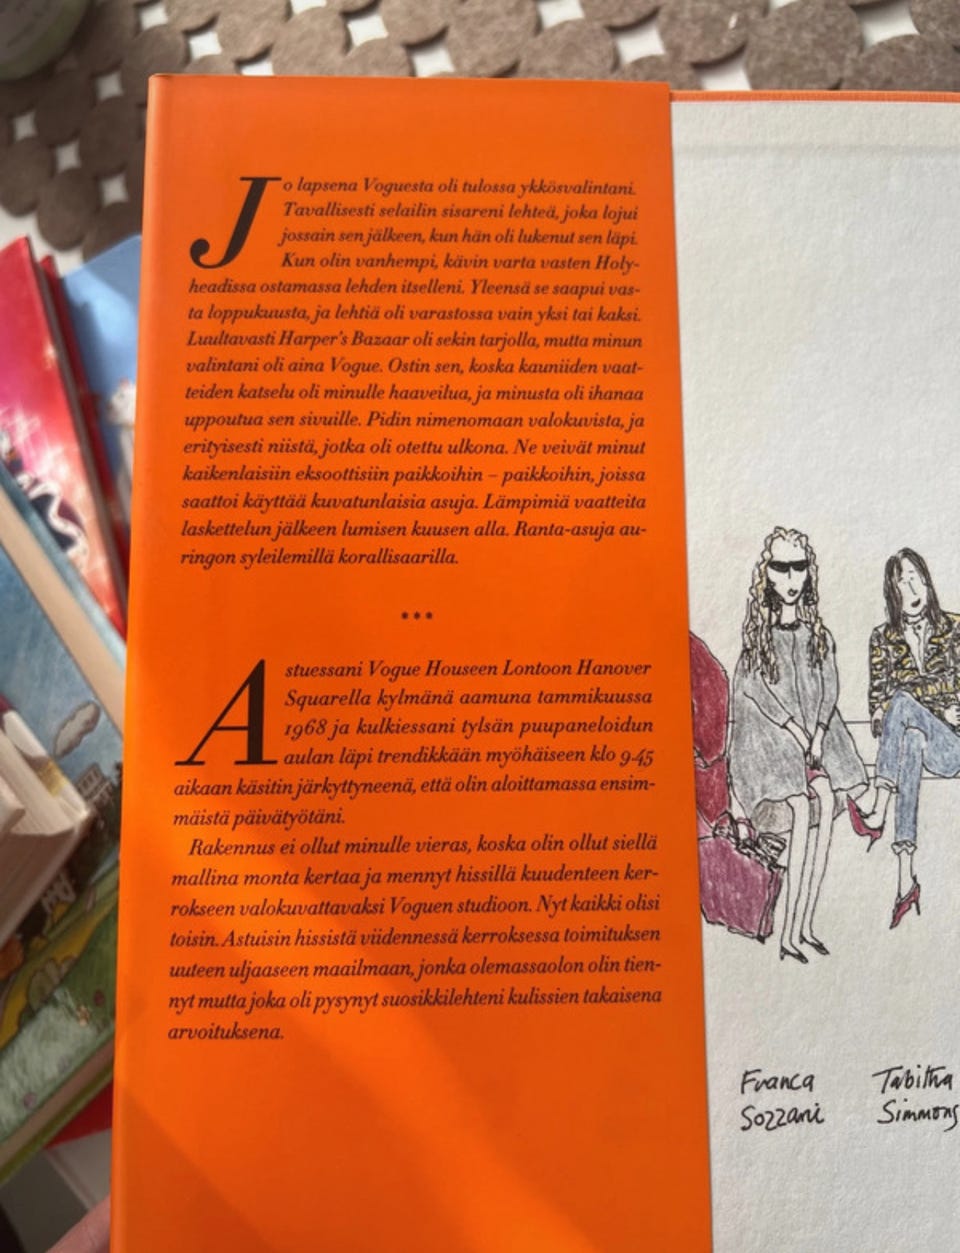 Jo lapsena Voguesta oli tulossa ykkösvalintani.
Tavallisesti selailin sisareni lehteä, joka lojui
jossain sen jälkeen, kun hän oli lukenut sen läpi.
Kun olin vanhempi, kävin varta vasten Holy-
headissa ostamassa lehden itselleni. Yleensä se saapui vas-
ta loppukuusta, ja lehtiä oli varastossa vain yksi tai kaksi.
Luultavasti Harper's Bazaar oli sekin tarjolla, mutta minun
valintani oli aina Vogue. Ostin sen, koska kauniiden vaat-
teiden katselu oli minulle haaveilua, ja minusta oli ihanaa
uppoutua sen sivuille. Pidin nimenomaan valokuvista, ja
erityisesti niistä, jotka oli otettu ulkona. Ne veivät minut
kaikenlaisiin eksoottisiin paikkoihin – paikkoihin, joissa
saattoi käyttää kuvatunlaisia asuja. Lämpimiä vaatteita
laskettelun jälkeen lumisen kuusen alla. Ranta-asuja au-
ringon syleilemillä korallisaarilla.
***
Astuessani Vogue Houseen Lontoon Hanover
Squarella kylmänä aamuna tammikuussa
1968 ja kulkiessani tylsän puupaneloidun
aulan läpi trendikkään myöhäiseen klo 9.45
aikaan käsitin järkyttyneenä, että olin aloittamassa ensim-
mäistä päivätyötäni.
Rakennus ei ollut minulle vieras, koska olin ollut siellä
mallina monta kertaa ja mennyt hissillä kuudenteen ker-
rokseen valokuvattavaksi Voguen studioon. Nyt kaikki olisi
toisin. Astuisin hissistä viidennessä kerroksessa toimituksen
uuteen uljaaseen maailmaan, jonka olemassaolon olin tien-
nyt mutta joka oli pysynyt suosikkilehteni kulissien takaisena
arvoituksena.
Franca
Sozzani
Tabitha
Simmons